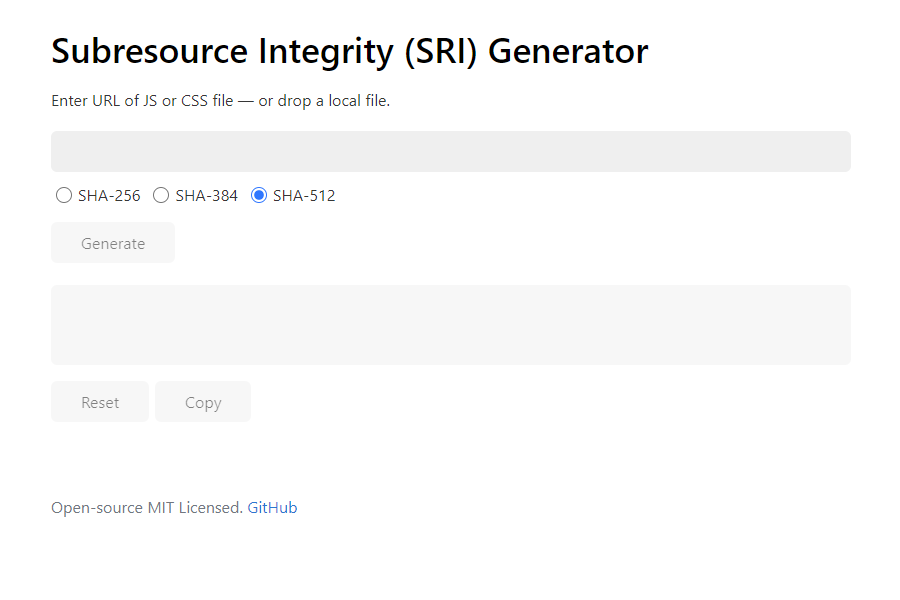 Subresource Integrity (SRI) Generator
Enter URL of JS or CSS file — or drop a local file.
SHA-256 SHA-384 SHA-512
Generate
Reset Copy
Open-source MIT Licensed. GitHub